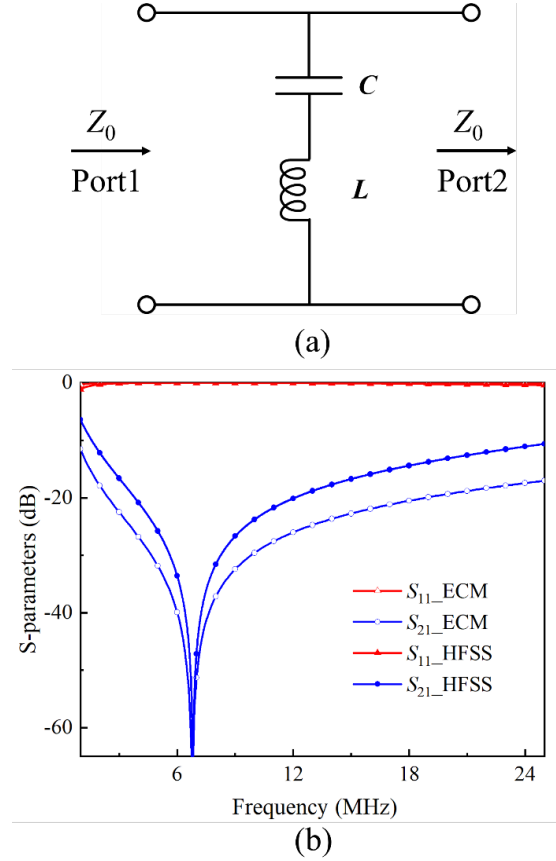 C
Z0 Z0
Port1 L Port2
(a)
0
-20
-40
-60
S-parameters (dB)
S11_ECM
S21_ECM
S11_HFSS
S21_HFSS
6 12 18 24
Frequency (MHz)
(b)